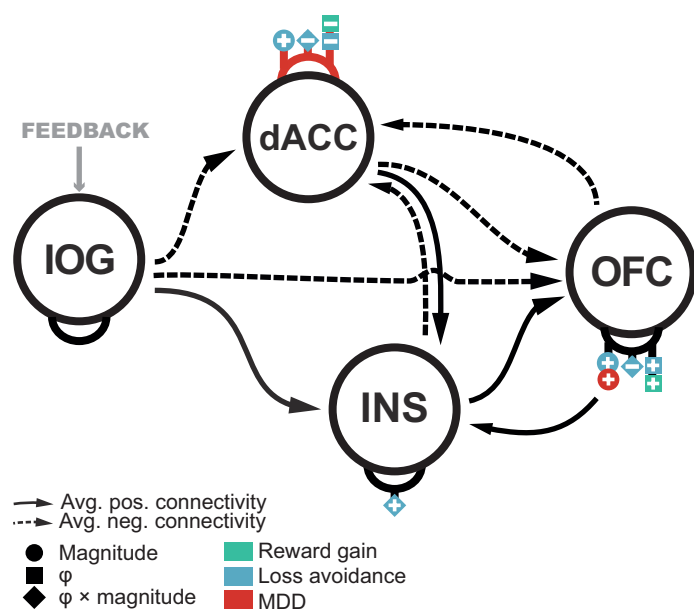 dACC
FEEDBACK
IOG
OFC
INS
Avg. pos. connectivity
Avg. neg. connectivity
Magnitude
φ
φ × magnitude
Reward gain
Loss avoidance
MDD